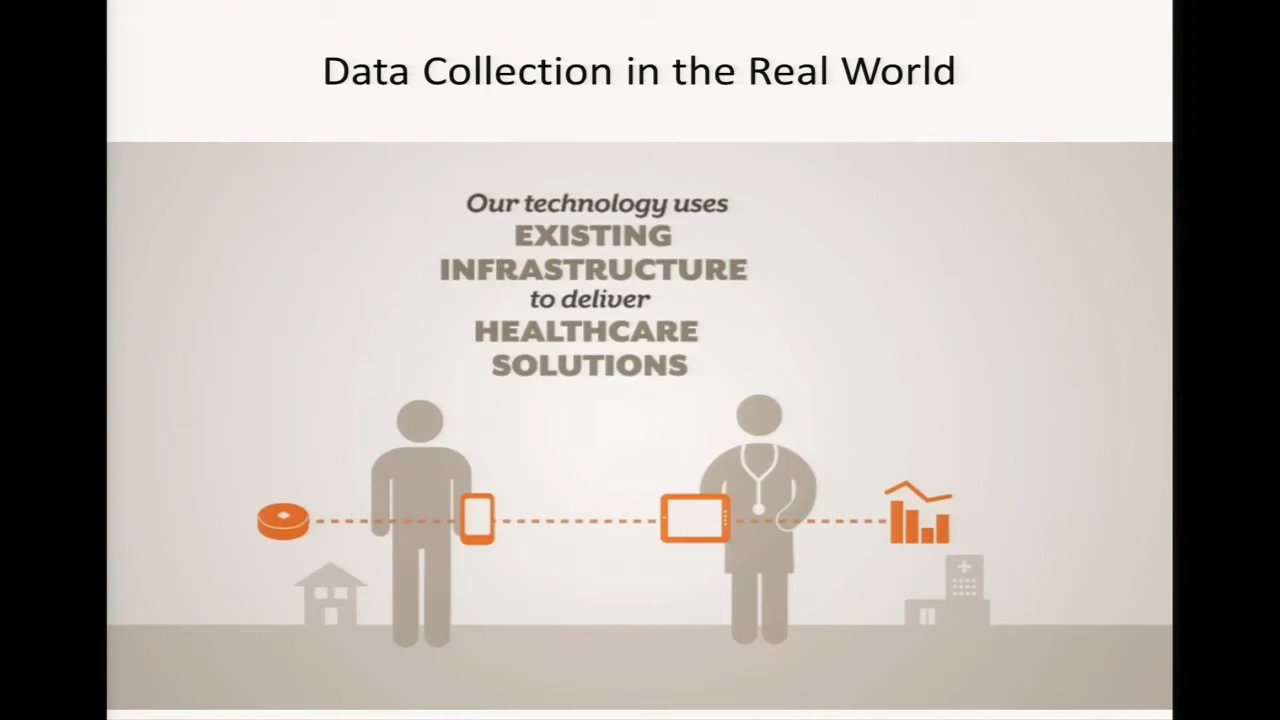 Data Collection in the Real World
Our technology uses
EXISTING
INFRASTRUCTURE
to deliver
HEALTHCARE
SOLUTIONS